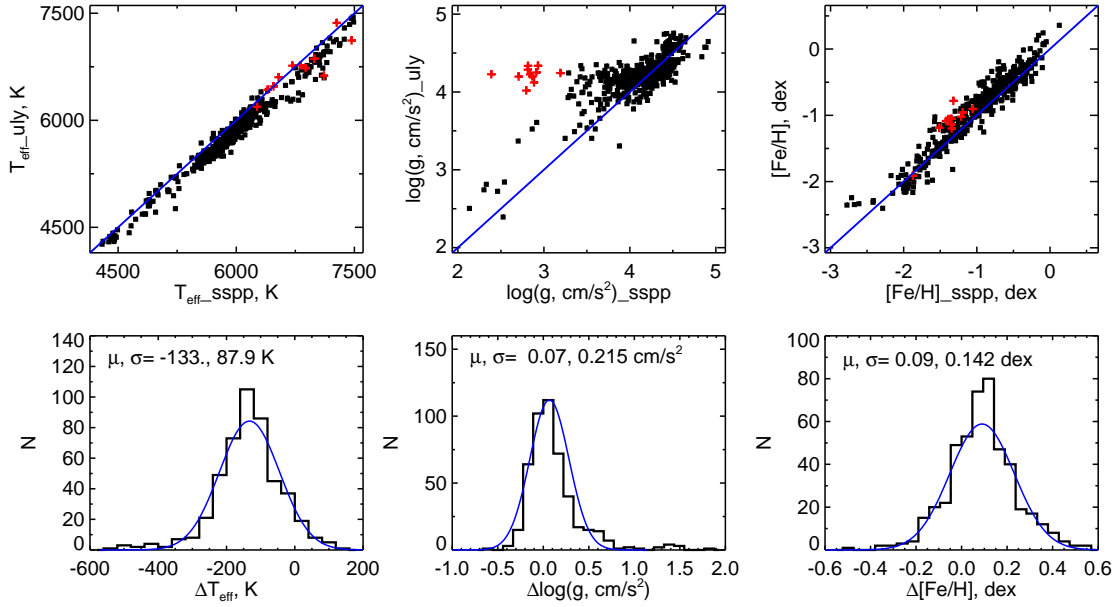 7500
6000
4500
T_eff_uly, K
4500 6000 7500
T_eff_sspp, K
5
4
3
2
log(g, cm/s²)_uly
2 3 4 5
log(g, cm/s²)_sspp
0
-1
-2
-3
[Fe/H], dex
-3 -2 -1 0
[Fe/H]_sspp, dex
140
120
100
80
60
40
20
0
N
μ, σ= -133., 87.9 K
-600 -400 -200 0 200
ΔT_eff, K
150
100
50
0
N
μ, σ= 0.07, 0.215 cm/s²
-1.0 -0.5 0.0 0.5 1.0 1.5 2.0
Δlog(g, cm/s²)
100
80
60
40
20
0
N
μ, σ= 0.09, 0.142 dex
-0.6 -0.4 -0.2 0.0 0.2 0.4 0.6
Δ[Fe/H], dex